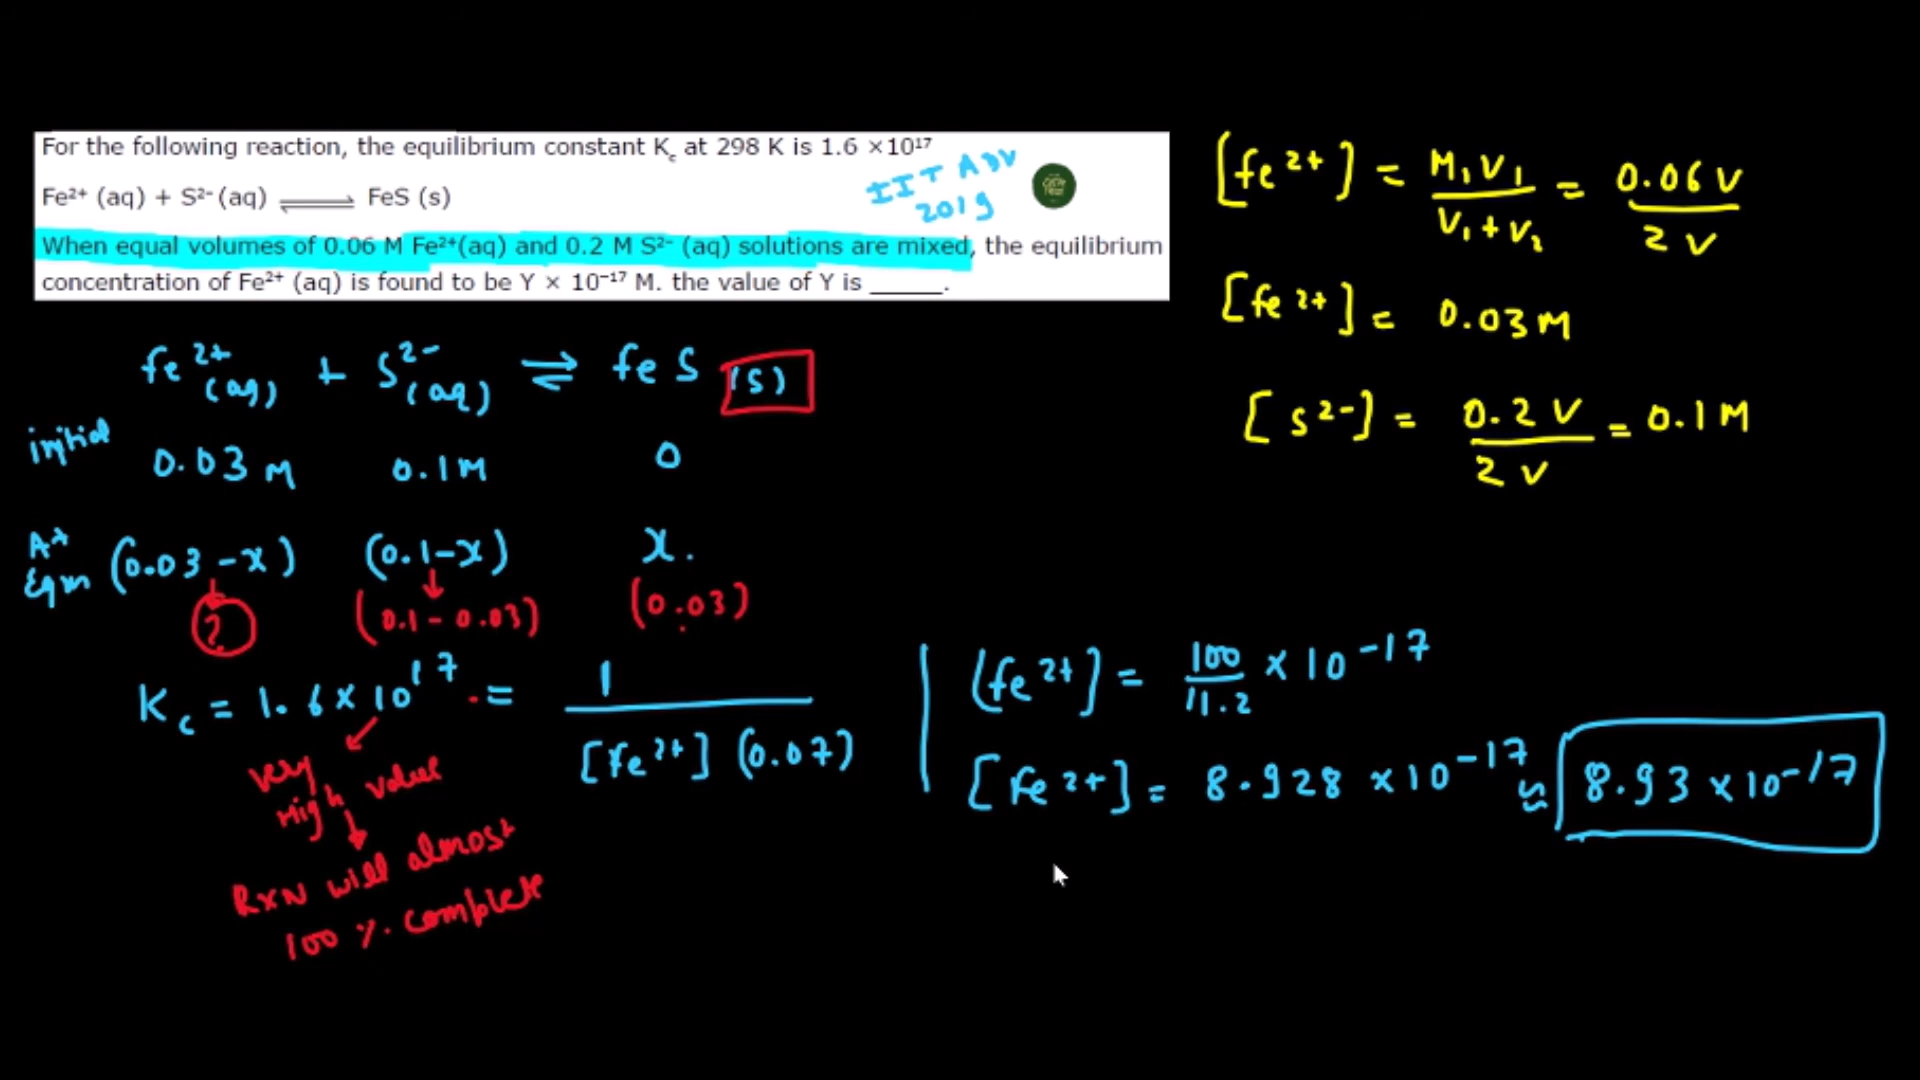 For the following reaction, the equilibrium constant Kc at 298 K is 1.6 ×10¹⁷
Fe²⁺ (aq) + S²⁻ (aq) ⇌ FeS (s)
IIT ADV
2019
When equal volumes of 0.06 M Fe²⁺(aq) and 0.2 M S²⁻ (aq) solutions are mixed, the equilibrium
concentration of Fe²⁺ (aq) is found to be Y × 10⁻¹⁷ M. the value of Y is _____.
[fe²⁺] = M₁V₁ / V₁+V₂ = 0.06 V / 2 V
[fe²⁺] = 0.03 M
[S²⁻] = 0.2 V / 2 V = 0.1 M
fe²⁺(aq) + S²⁻(aq) ⇌ feS (s)
initial 0.03 M 0.1 M 0
At Eqm (0.03 - x) (0.1 - x) x.
? (0.1 - 0.03) (0.03)
Kc = 1.6 × 10¹⁷ = 1 / [Fe²⁺] (0.07)
very
high value
RXN will almost
100 % complete
[fe²⁺] = 100 / 11.2 × 10⁻¹⁷
[Fe²⁺] = 8.928 × 10⁻¹⁷ ≈ 8.93 × 10⁻¹⁷